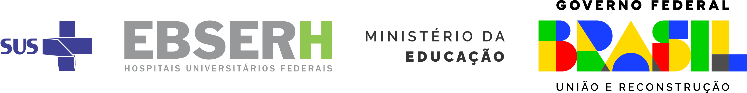 SUS
EBSERH
HOSPITAIS UNIVERSITÁRIOS FEDERAIS
MINISTÉRIO DA
EDUCAÇÃO
GOVERNO FEDERAL
BRASIL
UNIÃO E RECONSTRUÇÃO